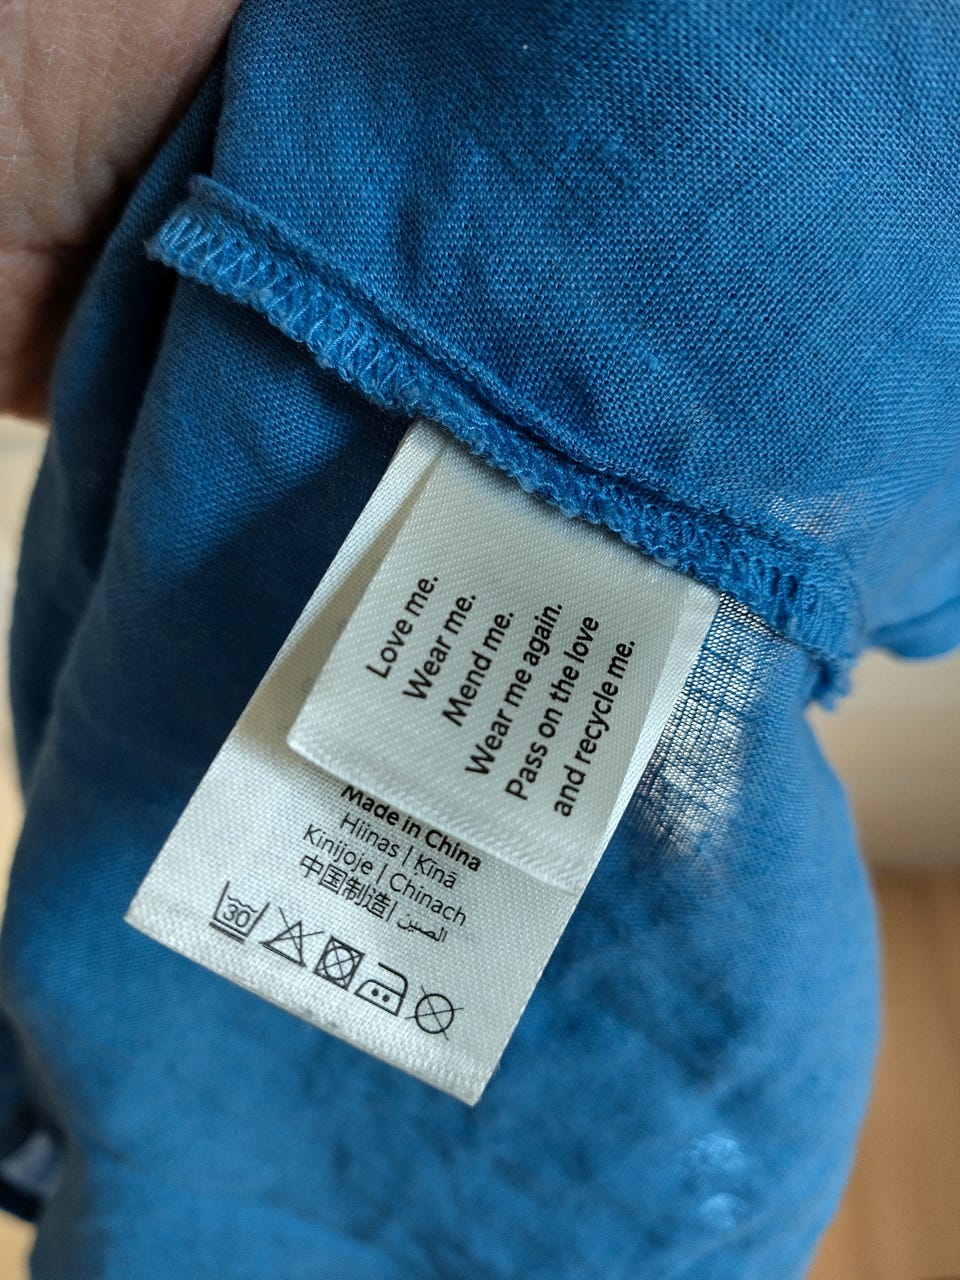 Love me.
Wear me.
Mend me.
Wear me again.
Pass on the love
and recycle me.
Made in China
Hiinas | Ķīnā
Kinijoje | Chinach
中国制造| الصين
30